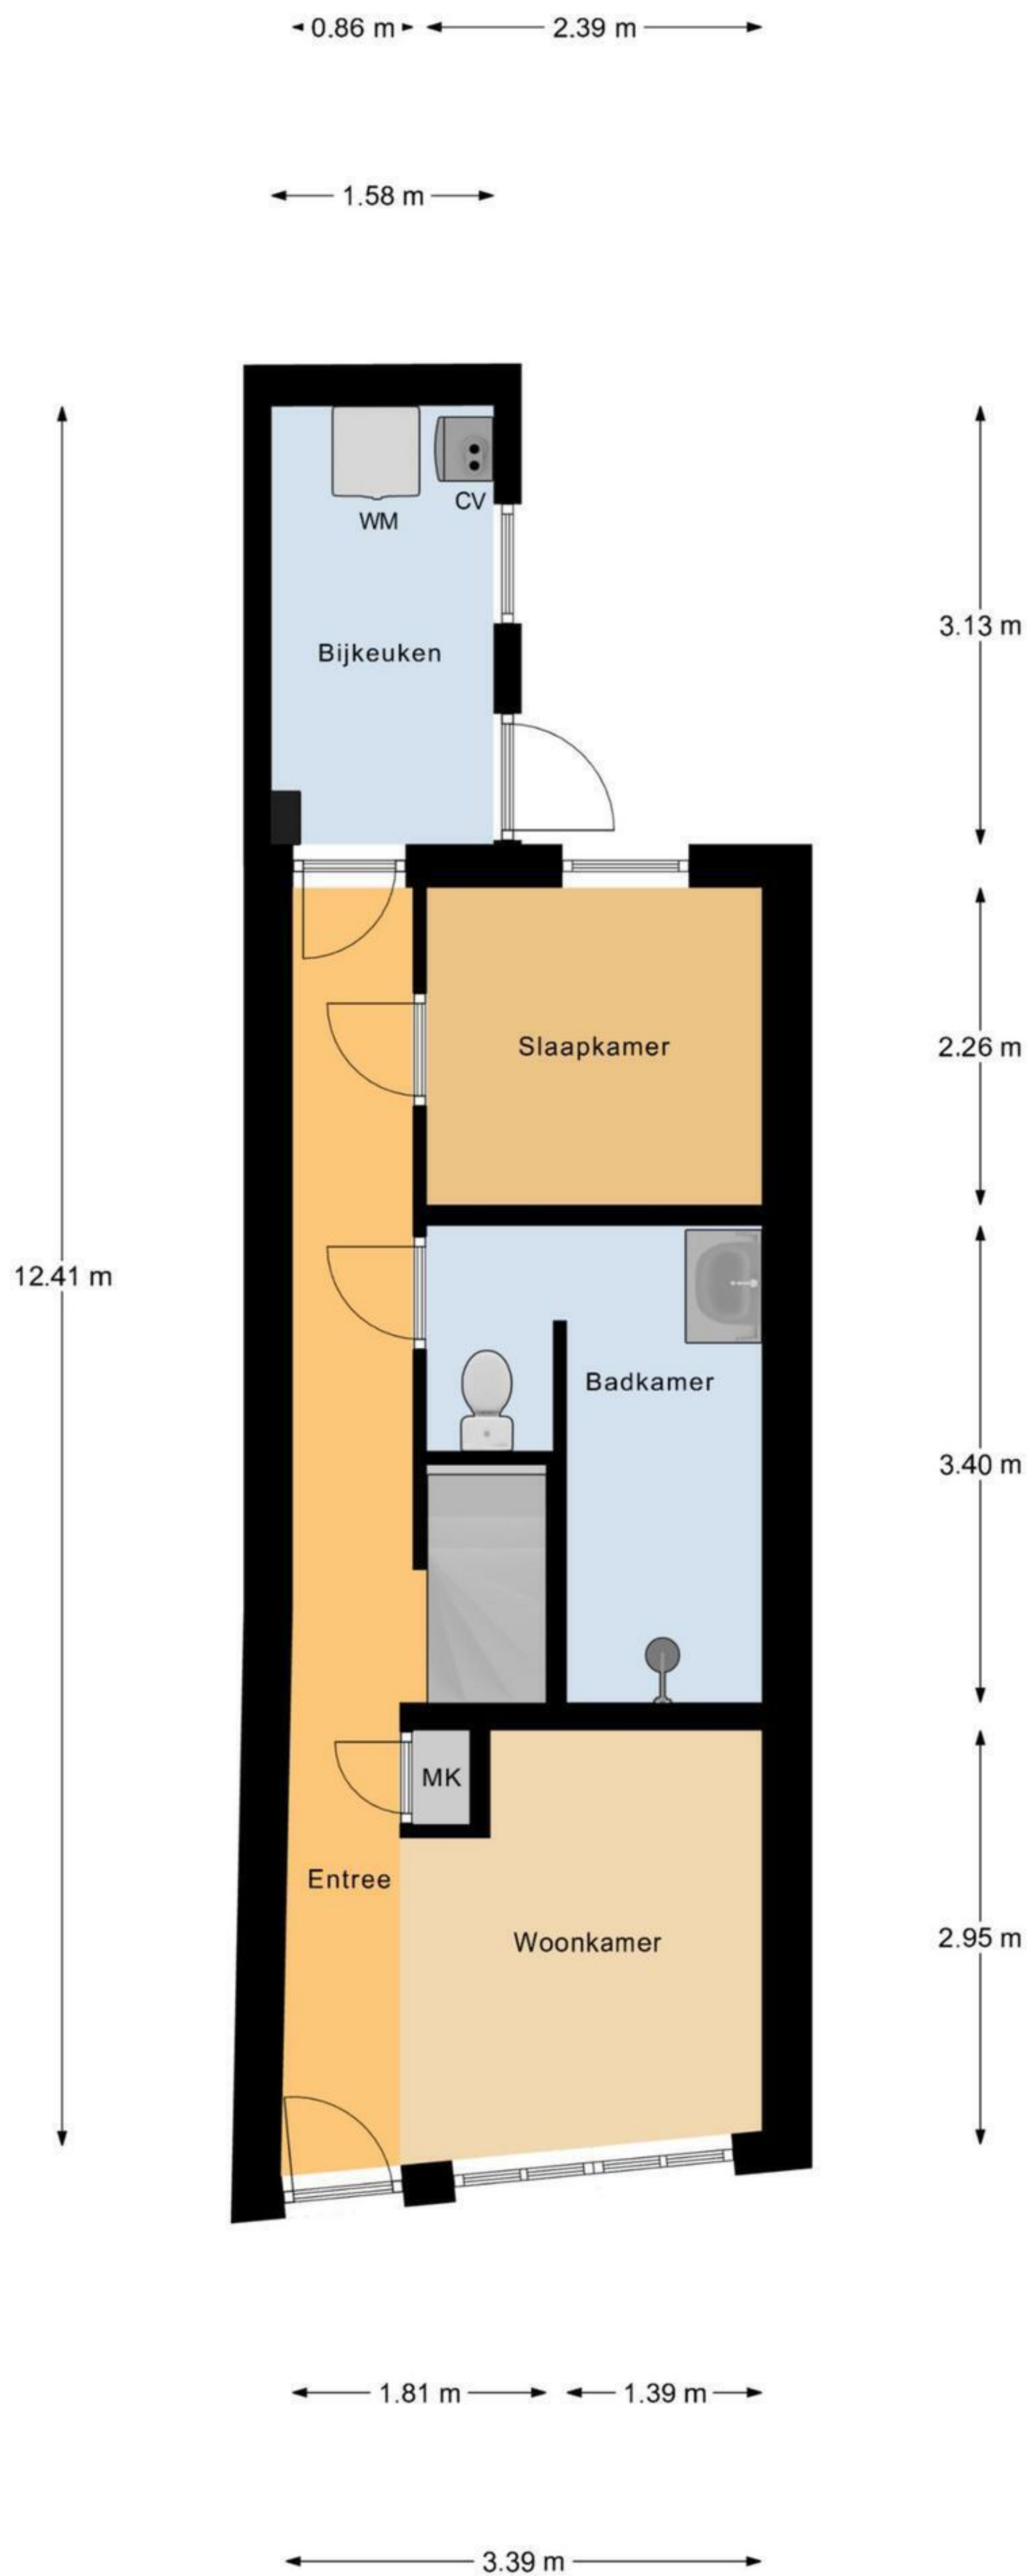 0.86 m
2.39 m
1.58 m
CV
WM
3.13 m
Bijkeuken
Slaapkamer
2.26 m
12.41 m
Badkamer
3.40 m
MK
Entree
Woonkamer
2.95 m
1.81 m
1.39 m
3.39 m